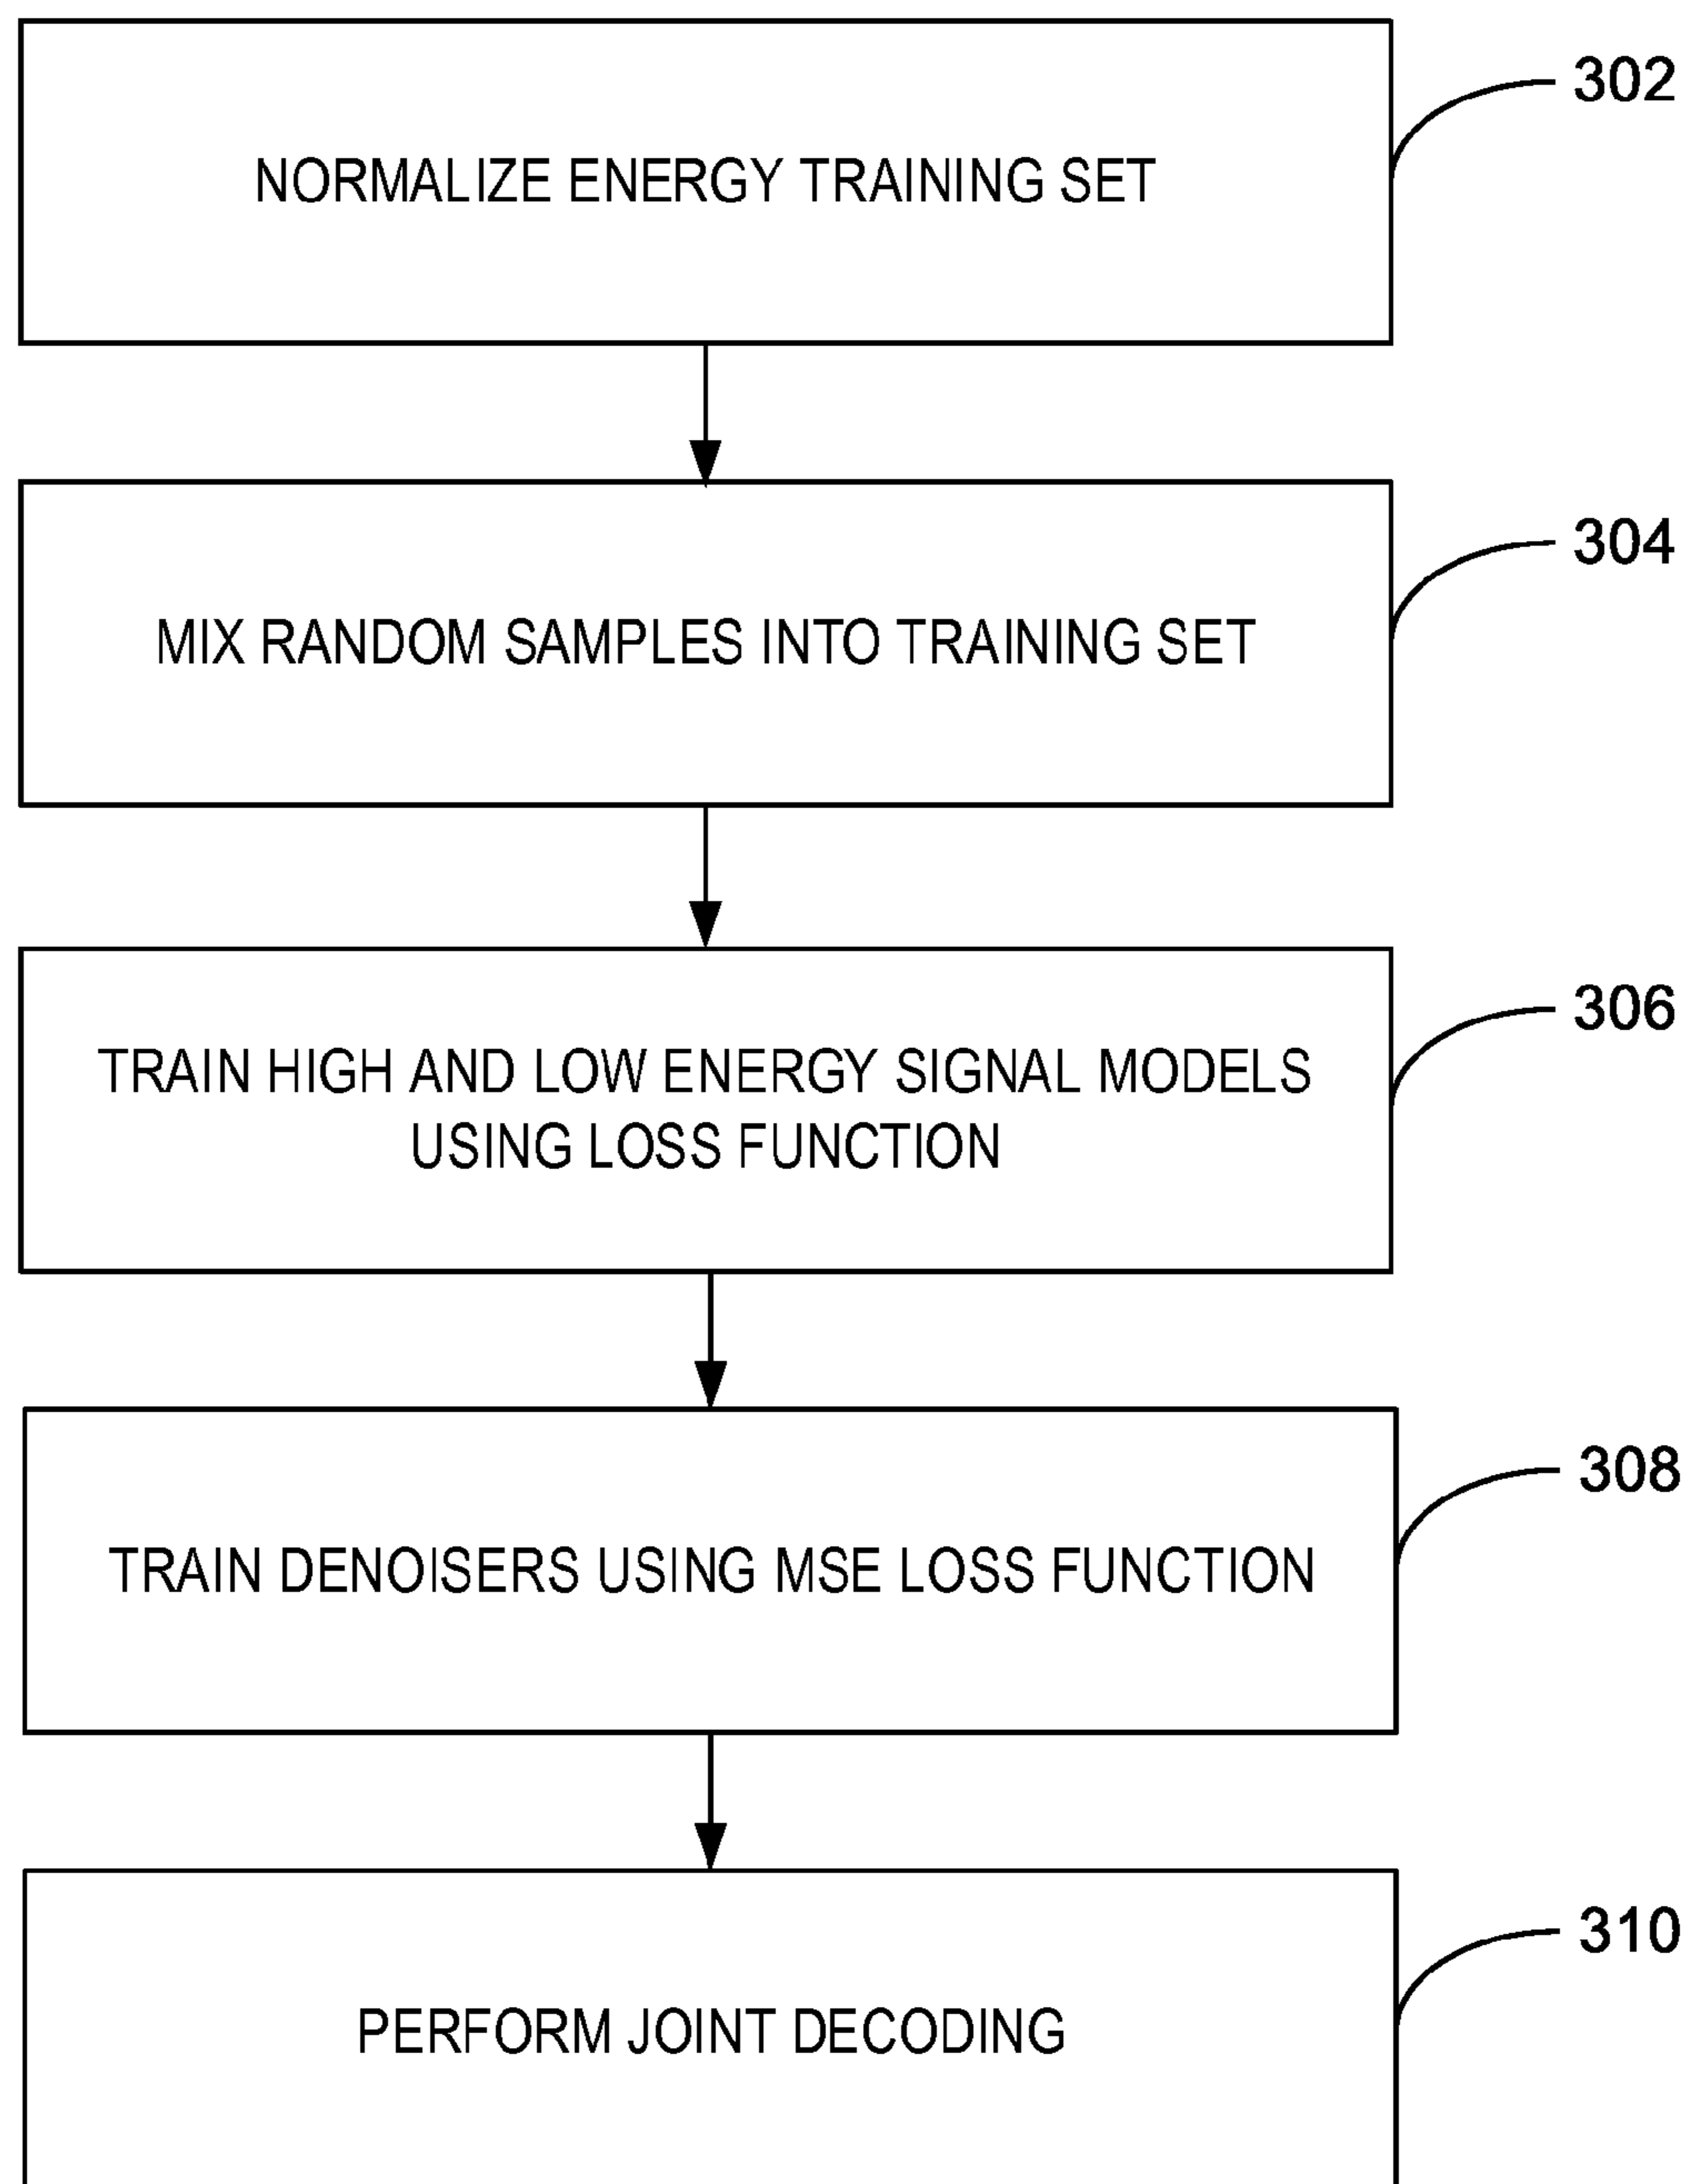 302
NORMALIZE ENERGY TRAINING SET
304
MIX RANDOM SAMPLES INTO TRAINING SET
306
TRAIN HIGH AND LOW ENERGY SIGNAL MODELS
USING LOSS FUNCTION
308
TRAIN DENOISERS USING MSE LOSS FUNCTION
310
PERFORM JOINT DECODING